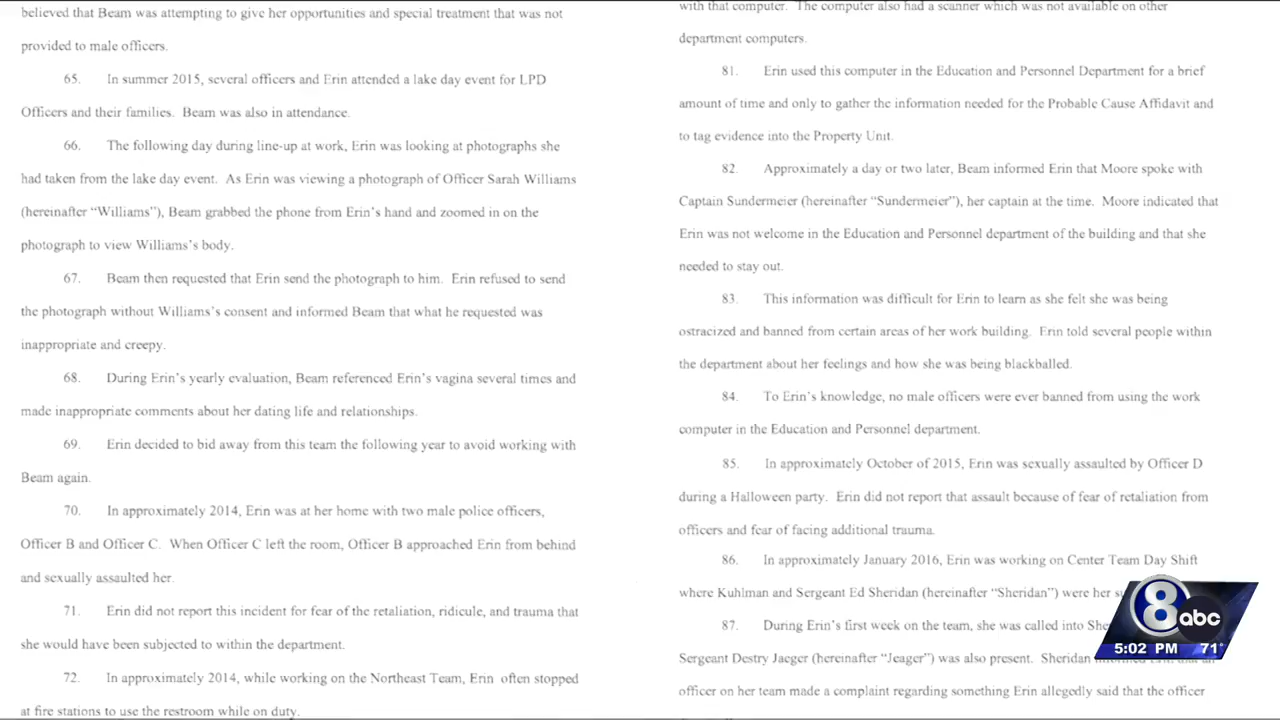 believed that Beam was attempting to give her opportunities and special treatment that was not
provided to male officers.
65. In summer 2015, several officers and Erin attended a lake day event for LPD
Officers and their families. Beam was also in attendance.
66. The following day during line-up at work, Erin was looking at photographs she
had taken from the lake day event. As Erin was viewing a photograph of Officer Sarah Williams
(hereinafter “Williams”), Beam grabbed the phone from Erin’s hand and zoomed in on the
photograph to view Williams’s body.
67. Beam then requested that Erin send the photograph to him. Erin refused to send
the photograph without Williams’s consent and informed Beam that what he requested was
inappropriate and creepy.
68. During Erin’s yearly evaluation, Beam referenced Erin’s vagina several times and
made inappropriate comments about her dating life and relationships.
69. Erin decided to bid away from this team the following year to avoid working with
Beam again.
70. In approximately 2014, Erin was at her home with two male police officers,
Officer B and Officer C. When Officer C left the room, Officer B approached Erin from behind
and sexually assaulted her.
71. Erin did not report this incident for fear of the retaliation, ridicule, and trauma that
she would have been subjected to within the department.
72. In approximately 2014, while working on the Northeast Team, Erin often stopped
at fire stations to use the restroom while on duty.
with that computer. The computer also had a scanner which was not available on other
department computers.
81. Erin used this computer in the Education and Personnel Department for a brief
amount of time and only to gather the information needed for the Probable Cause Affidavit and
to tag evidence into the Property Unit.
82. Approximately a day or two later, Beam informed Erin that Moore spoke with
Captain Sundermeier (hereinafter “Sundermeier”), her captain at the time. Moore indicated that
Erin was not welcome in the Education and Personnel department of the building and that she
needed to stay out.
83. This information was difficult for Erin to learn as she felt she was being
ostracized and banned from certain areas of her work building. Erin told several people within
the department about her feelings and how she was being blackballed.
84. To Erin’s knowledge, no male officers were ever banned from using the work
computer in the Education and Personnel department.
85. In approximately October of 2015, Erin was sexually assaulted by Officer D
during a Halloween party. Erin did not report that assault because of fear of retaliation from
officers and fear of facing additional trauma.
86. In approximately January 2016, Erin was working on Center Team Day Shift
where Kuhlman and Sergeant Ed Sheridan (hereinafter “Sheridan”) were her
87. During Erin’s first week on the team, she was called into
Sergeant Destry Jaeger (hereinafter “Jeager”) was also present. Sheridan
officer on her team made a complaint regarding something Erin allegedly said that the officer
8 abc
5:02 PM 71°